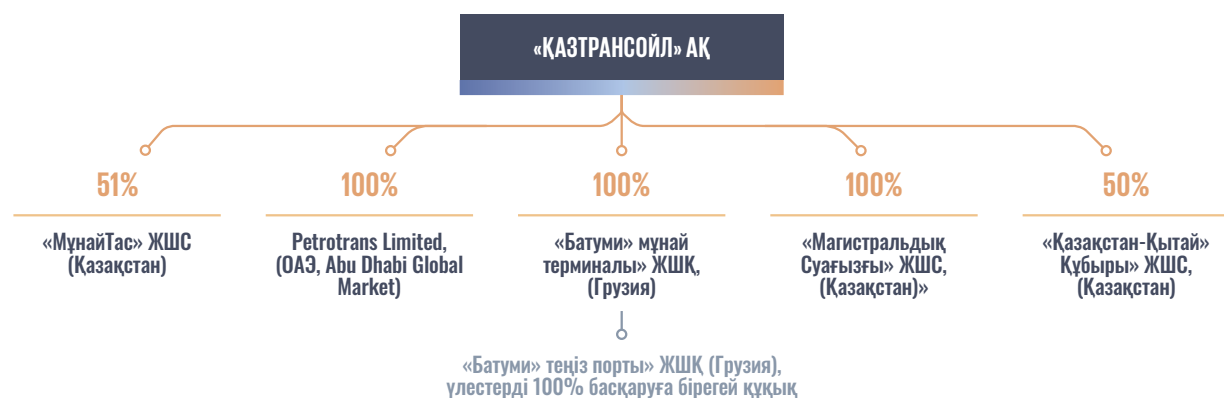 «ҚАЗТРАНСОЙЛ» АҚ
51%
«МұнайТас» ЖШС
(Қазақстан)
100%
Petrotrans Limited,
(ОАЭ, Abu Dhabi Global
Market)
100%
«Батуми» мұнай
терминалы» ЖШҚ,
(Грузия)
«Батуми» теңіз порты» ЖШҚ (Грузия),
үлестерді 100% басқаруға бірегей құқық
100%
«Магистральдық
Суағызғы» ЖШС,
(Қазақстан)»
50%
«Қазақстан-Қытай»
Құбыры» ЖШС,
(Қазақстан)